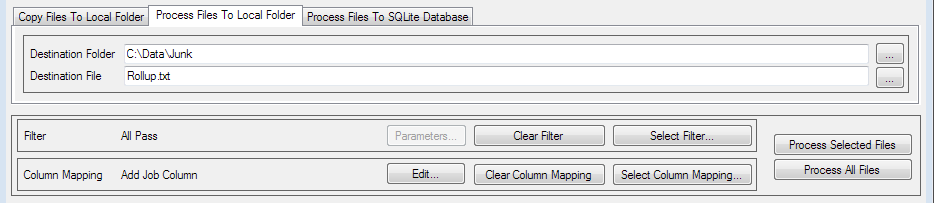 Copy Files To Local Folder Process Files To Local Folder Process Files To SQLite Database
Destination Folder C:\Data\Junk ...
Destination File Rollup.txt ...
Filter All Pass Parameters... Clear Filter Select Filter...
Process Selected Files
Column Mapping Add Job Column Edit... Clear Column Mapping Select Column Mapping...
Process All Files